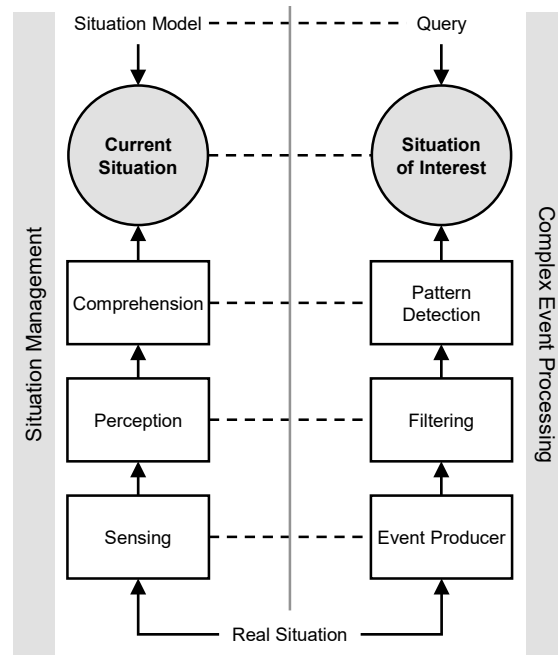 Situation Model
Query
Current
Situation
Situation
of Interest
Comprehension
Pattern
Detection
Perception
Filtering
Sensing
Event Producer
Real Situation
Situation Management
Complex Event Processing